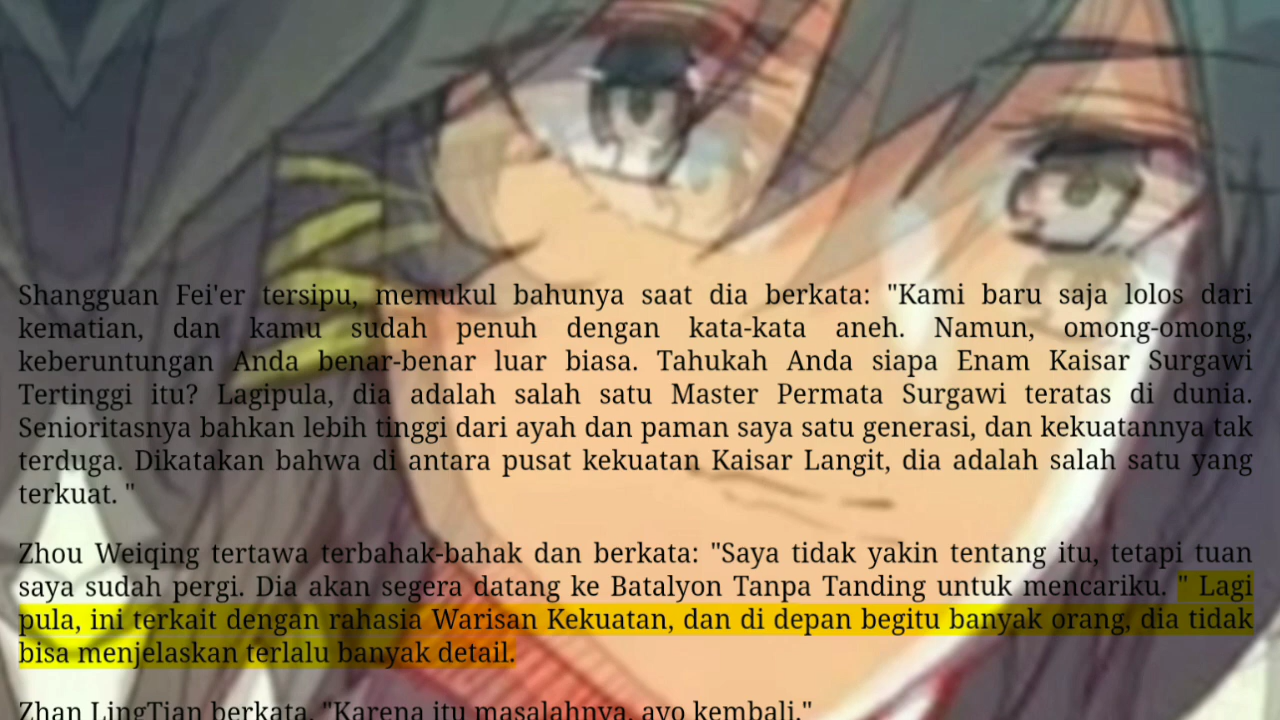 Shangguan Fei'er tersipu, memukul bahunya saat dia berkata: "Kami baru saja lolos dari
kematian, dan kamu sudah penuh dengan kata-kata aneh. Namun, omong-omong,
keberuntungan Anda benar-benar luar biasa. Tahukah Anda siapa Enam Kaisar Surgawi
Tertinggi itu? Lagipula, dia adalah salah satu Master Permata Surgawi teratas di dunia.
Senioritasnya bahkan lebih tinggi dari ayah dan paman saya satu generasi, dan kekuatannya tak
terduga. Dikatakan bahwa di antara pusat kekuatan Kaisar Langit, dia adalah salah satu yang
terkuat. "
Zhou Weiqing tertawa terbahak-bahak dan berkata: "Saya tidak yakin tentang itu, tetapi tuan
saya sudah pergi. Dia akan segera datang ke Batalyon Tanpa Tanding untuk mencariku. " Lagi
pula, ini terkait dengan rahasia Warisan Kekuatan, dan di depan begitu banyak orang, dia tidak
bisa menjelaskan terlalu banyak detail.
Zhan LingTian berkata, "Karena itu masalahnya, ayo kembali."